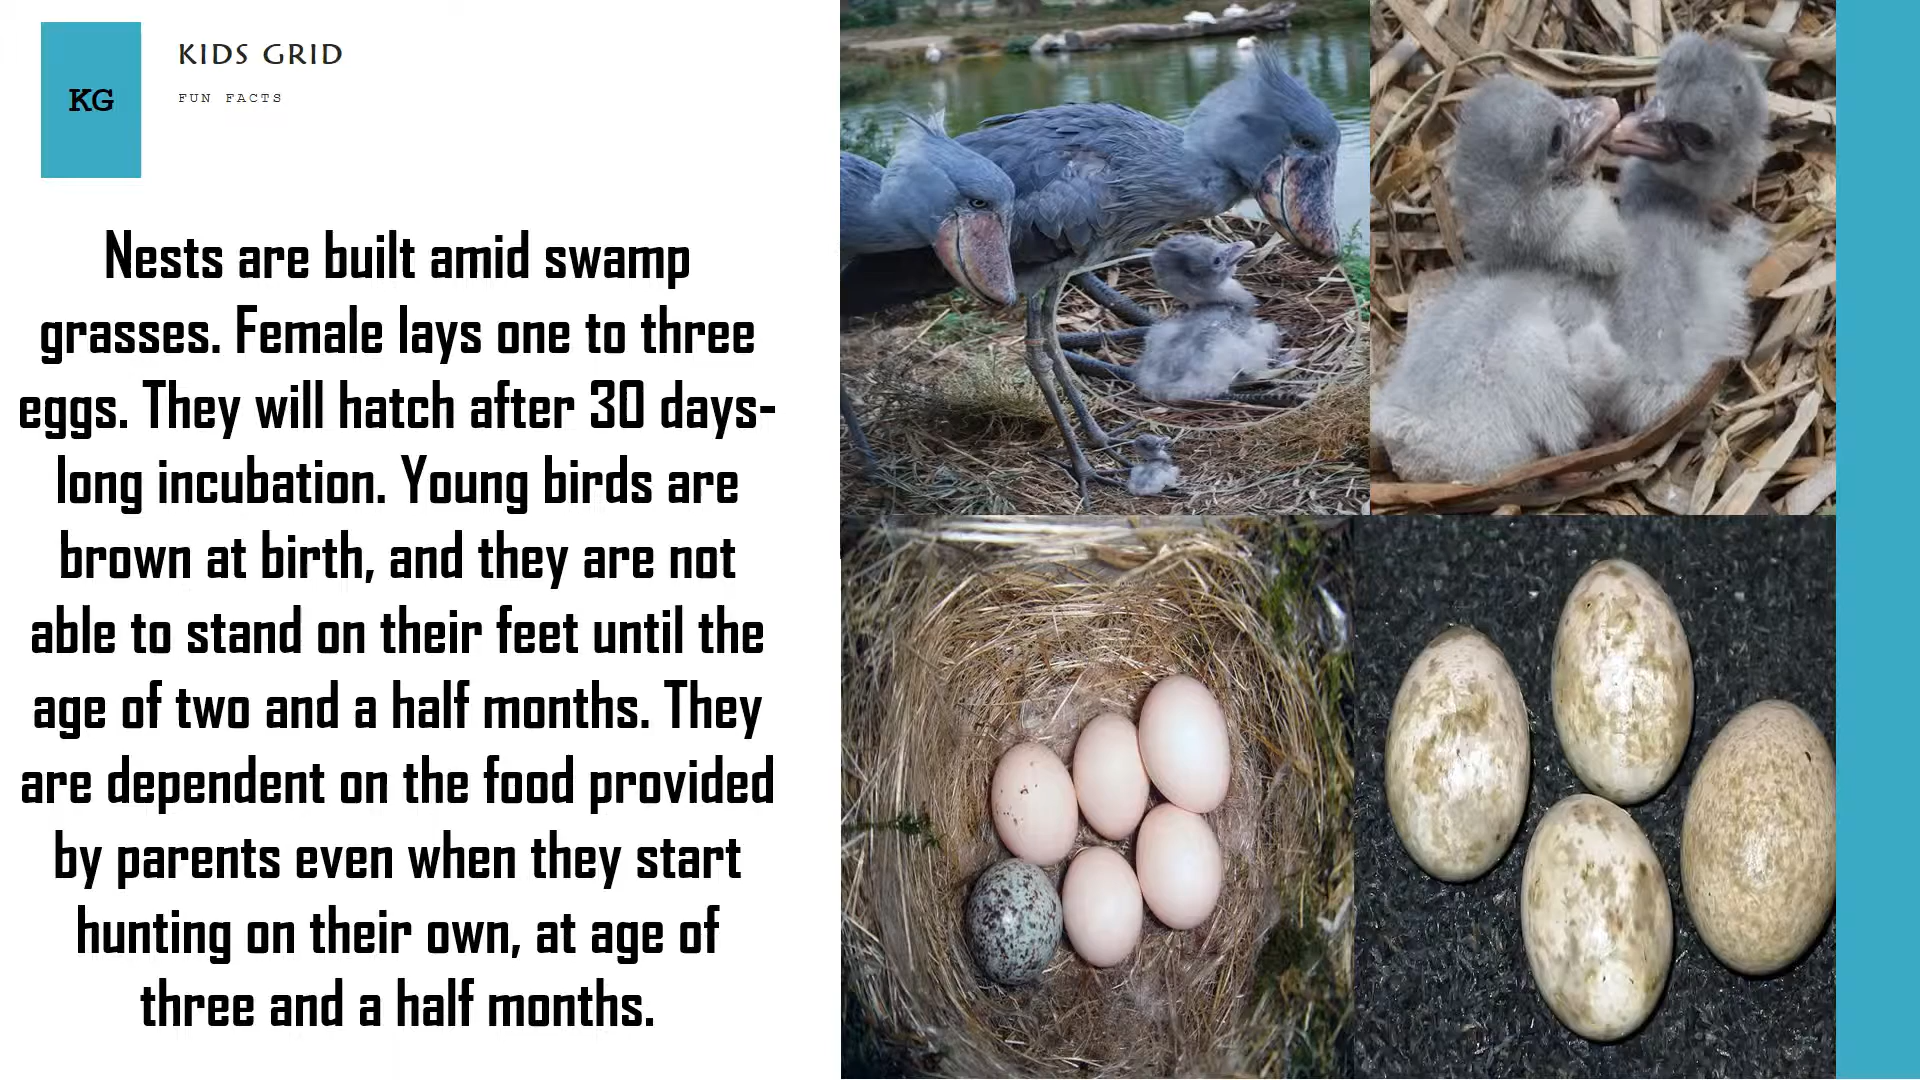 KG
KIDS GRID
FUN FACTS
Nests are built amid swamp
grasses. Female lays one to three
eggs. They will hatch after 30 days-
long incubation. Young birds are
brown at birth, and they are not
able to stand on their feet until the
age of two and a half months. They
are dependent on the food provided
by parents even when they start
hunting on their own, at age of
three and a half months.